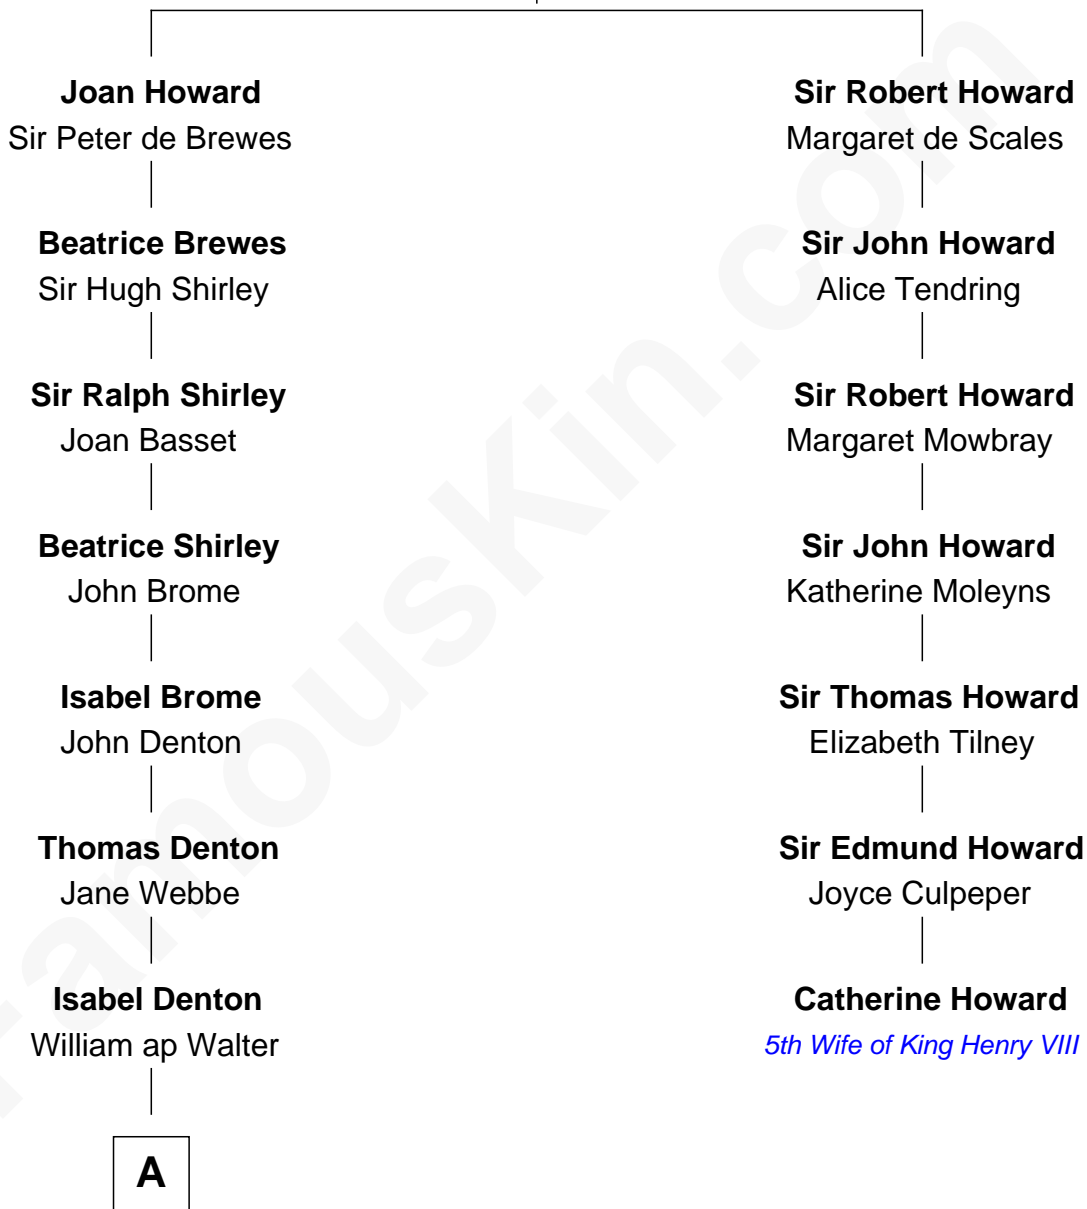 Joan Howard
Sir Peter de Brewes
Sir Robert Howard
Margaret de Scales
Beatrice Brewes
Sir Hugh Shirley
Sir John Howard
Alice Tendring
Sir Ralph Shirley
Joan Basset
Sir Robert Howard
Margaret Mowbray
Beatrice Shirley
John Brome
Sir John Howard
Katherine Moleyns
Isabel Brome
John Denton
Sir Thomas Howard
Elizabeth Tilney
Thomas Denton
Jane Webbe
Sir Edmund Howard
Joyce Culpeper
Isabel Denton
William ap Walter
Catherine Howard
5th Wife of King Henry VIII
A
FamousKin.com